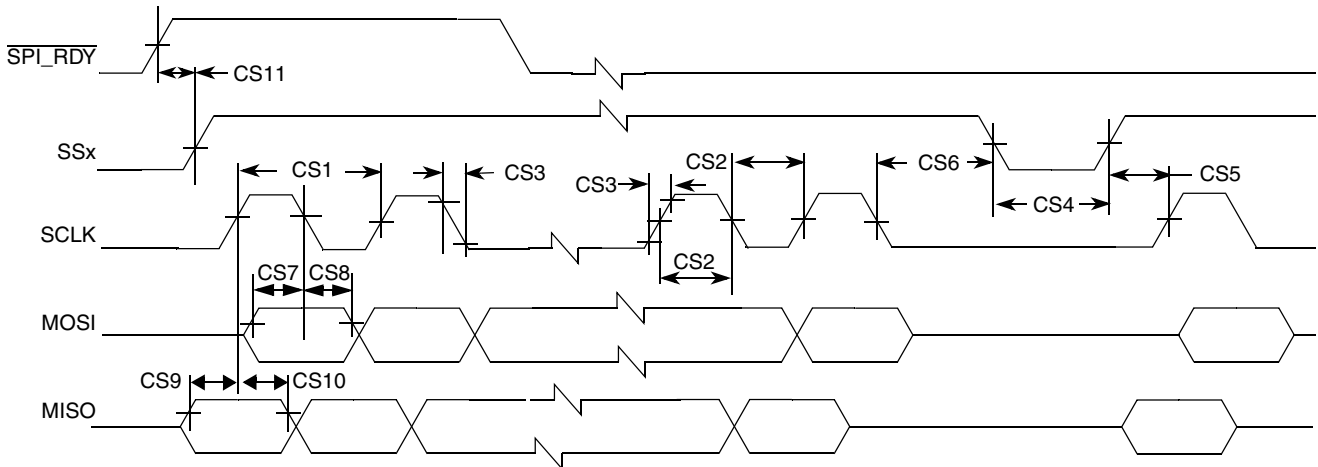 SPI_RDY
CS11
SSx
CS1
CS3
CS3
CS2
CS6
CS5
CS4
SCLK
CS2
CS7
CS8
MOSI
CS9
CS10
MISO